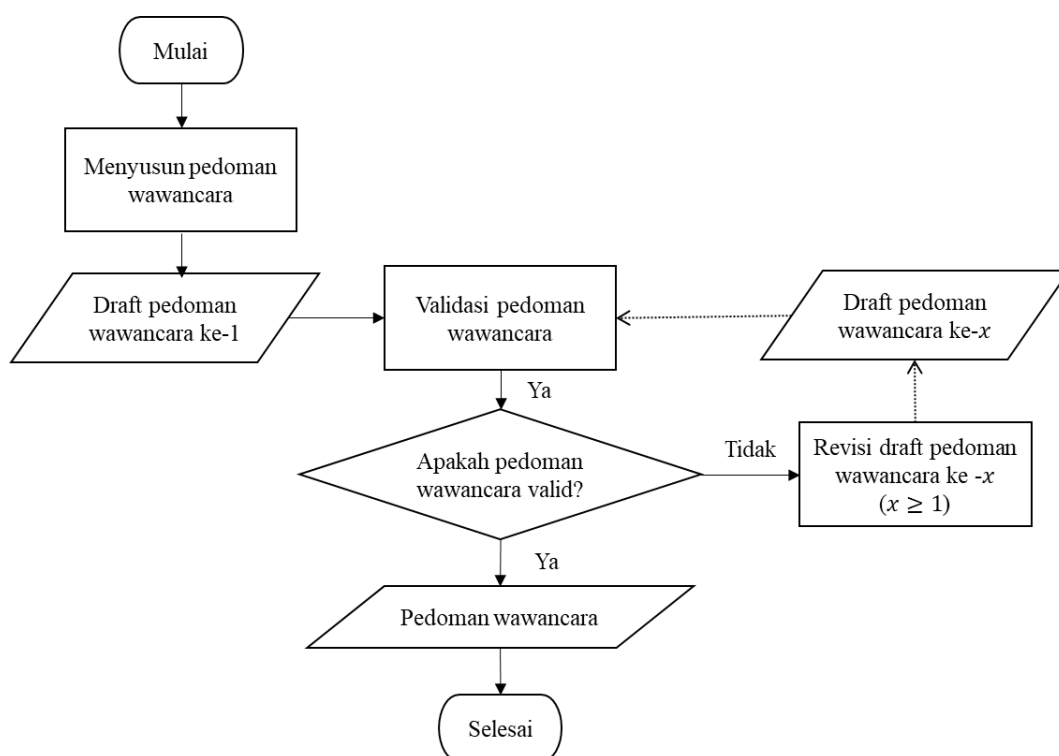 Mulai
Menyusun pedoman
wawancara
Draft pedoman
wawancara ke-1
Validasi pedoman
wawancara
Draft pedoman
wawancara ke-x
Ya
Apakah pedoman
wawancara valid?
Tidak
Revisi draft pedoman
wawancara ke -x
(x ≥ 1)
Ya
Pedoman wawancara
Selesai